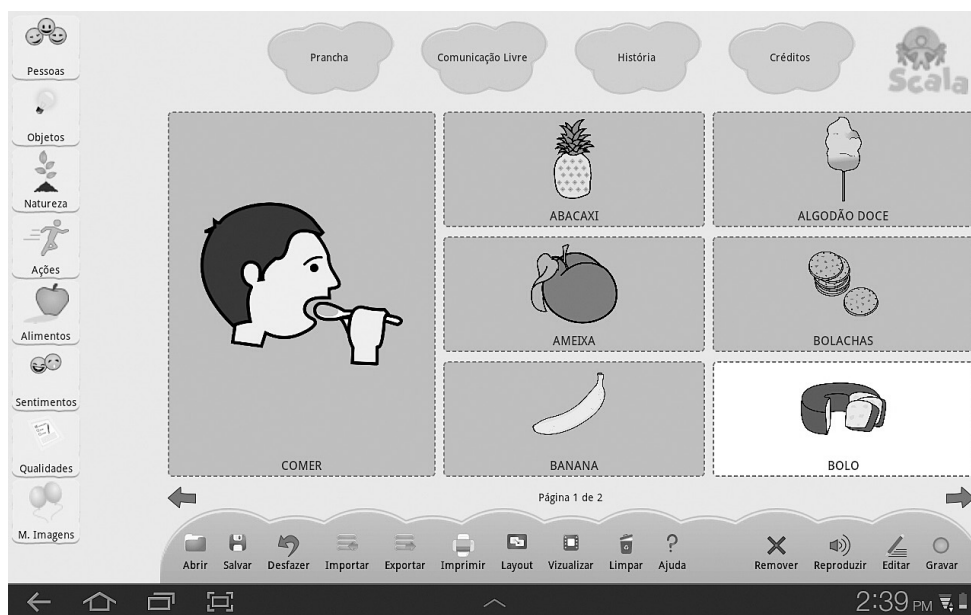 Prancha
Comunicação Livre
História
Créditos
Scala
Pessoas
Objetos
Natureza
Ações
Alimentos
Sentimentos
Qualidades
M. Imagens
COMER
ABACAXI
ALGODÃO DOCE
AMEIXA
BOLACHAS
BANANA
BOLO
Página 1 de 2
Abrir
Salvar
Desfazer
Importar
Exportar
Imprimir
Layout
Vizualizar
Limpar
Ajuda
Remover
Reproduzir
Editar
Gravar
2:39 PM